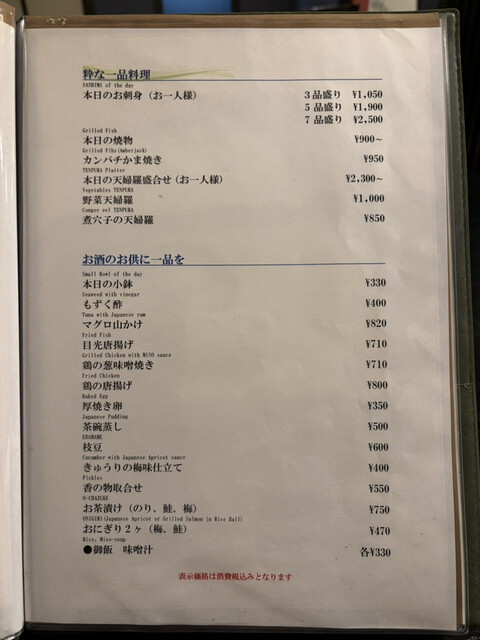 粋な一品料理
SASHIMI of the day
本日のお刺身（お一人様） 3品盛り ¥1,050
5品盛り ¥1,900
7品盛り ¥2,500
Grilled Fish
本日の焼物 ¥900~
Grilled Fihs(Amberjack)
カンパチかま焼き ¥950
TENPURA Platter
本日の天婦羅盛合せ（お一人様） ¥2,300~
Vegetables TENPURA
野菜天婦羅 ¥1,000
Conger eel TENPURA
煮穴子の天婦羅 ¥850
お酒のお供に一品を
Small Bowl of the day
本日の小鉢 ¥330
Seaweed with vinegar
もずく酢 ¥400
Tuna with Japanese yum
マグロ山かけ ¥820
Fried Fish
目光唐揚げ ¥710
Grilled Chicken with MISO sauce
鶏の葱味噌焼き ¥710
Fried Chicken
鶏の唐揚げ ¥800
Baked Egg
厚焼き卵 ¥350
Japanese Pudding
茶碗蒸し ¥500
EDAMAME
枝豆 ¥600
Cucumber with Japanese Apricot sauce
きゅうりの梅味仕立て ¥400
Pickles
香の物取合せ ¥550
O-CHAZUKE
お茶漬け（のり、鮭、梅） ¥750
ONIGIRI(Japanese Apricot or Grilled Salmon in Rice Ball)
おにぎり2ヶ（梅、鮭） ¥470
Rice, Miso-soup
●御飯 味噌汁 各¥330
表示価格は消費税込みとなります